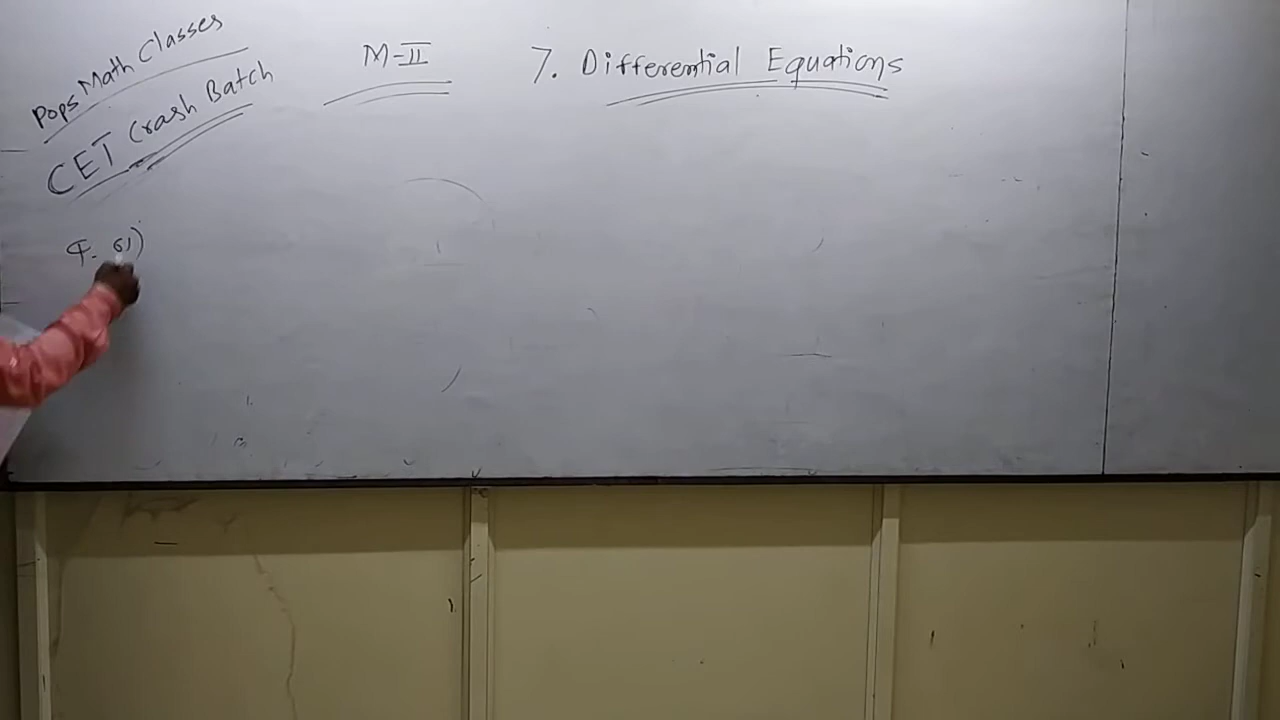 Pops Math Classes
CET Crash Batch
M-II
7. Differential Equations
Q. 61)